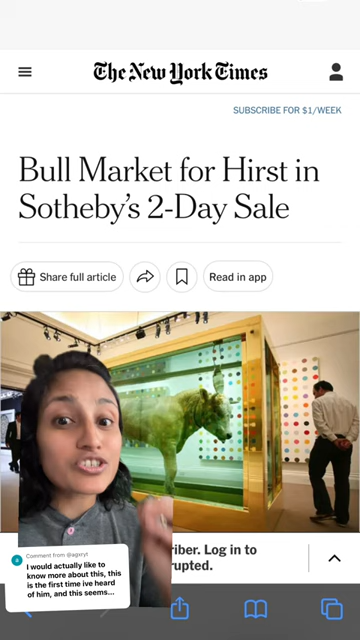 The New York Times
SUBSCRIBE FOR $1/WEEK
Bull Market for Hirst in
Sotheby's 2-Day Sale
Share full article
Read in app
riber. Log in to
rupted.
Comment from @agxryt
I would actually like to
know more about this, this
is the first time ive heard
of him, and this seems...